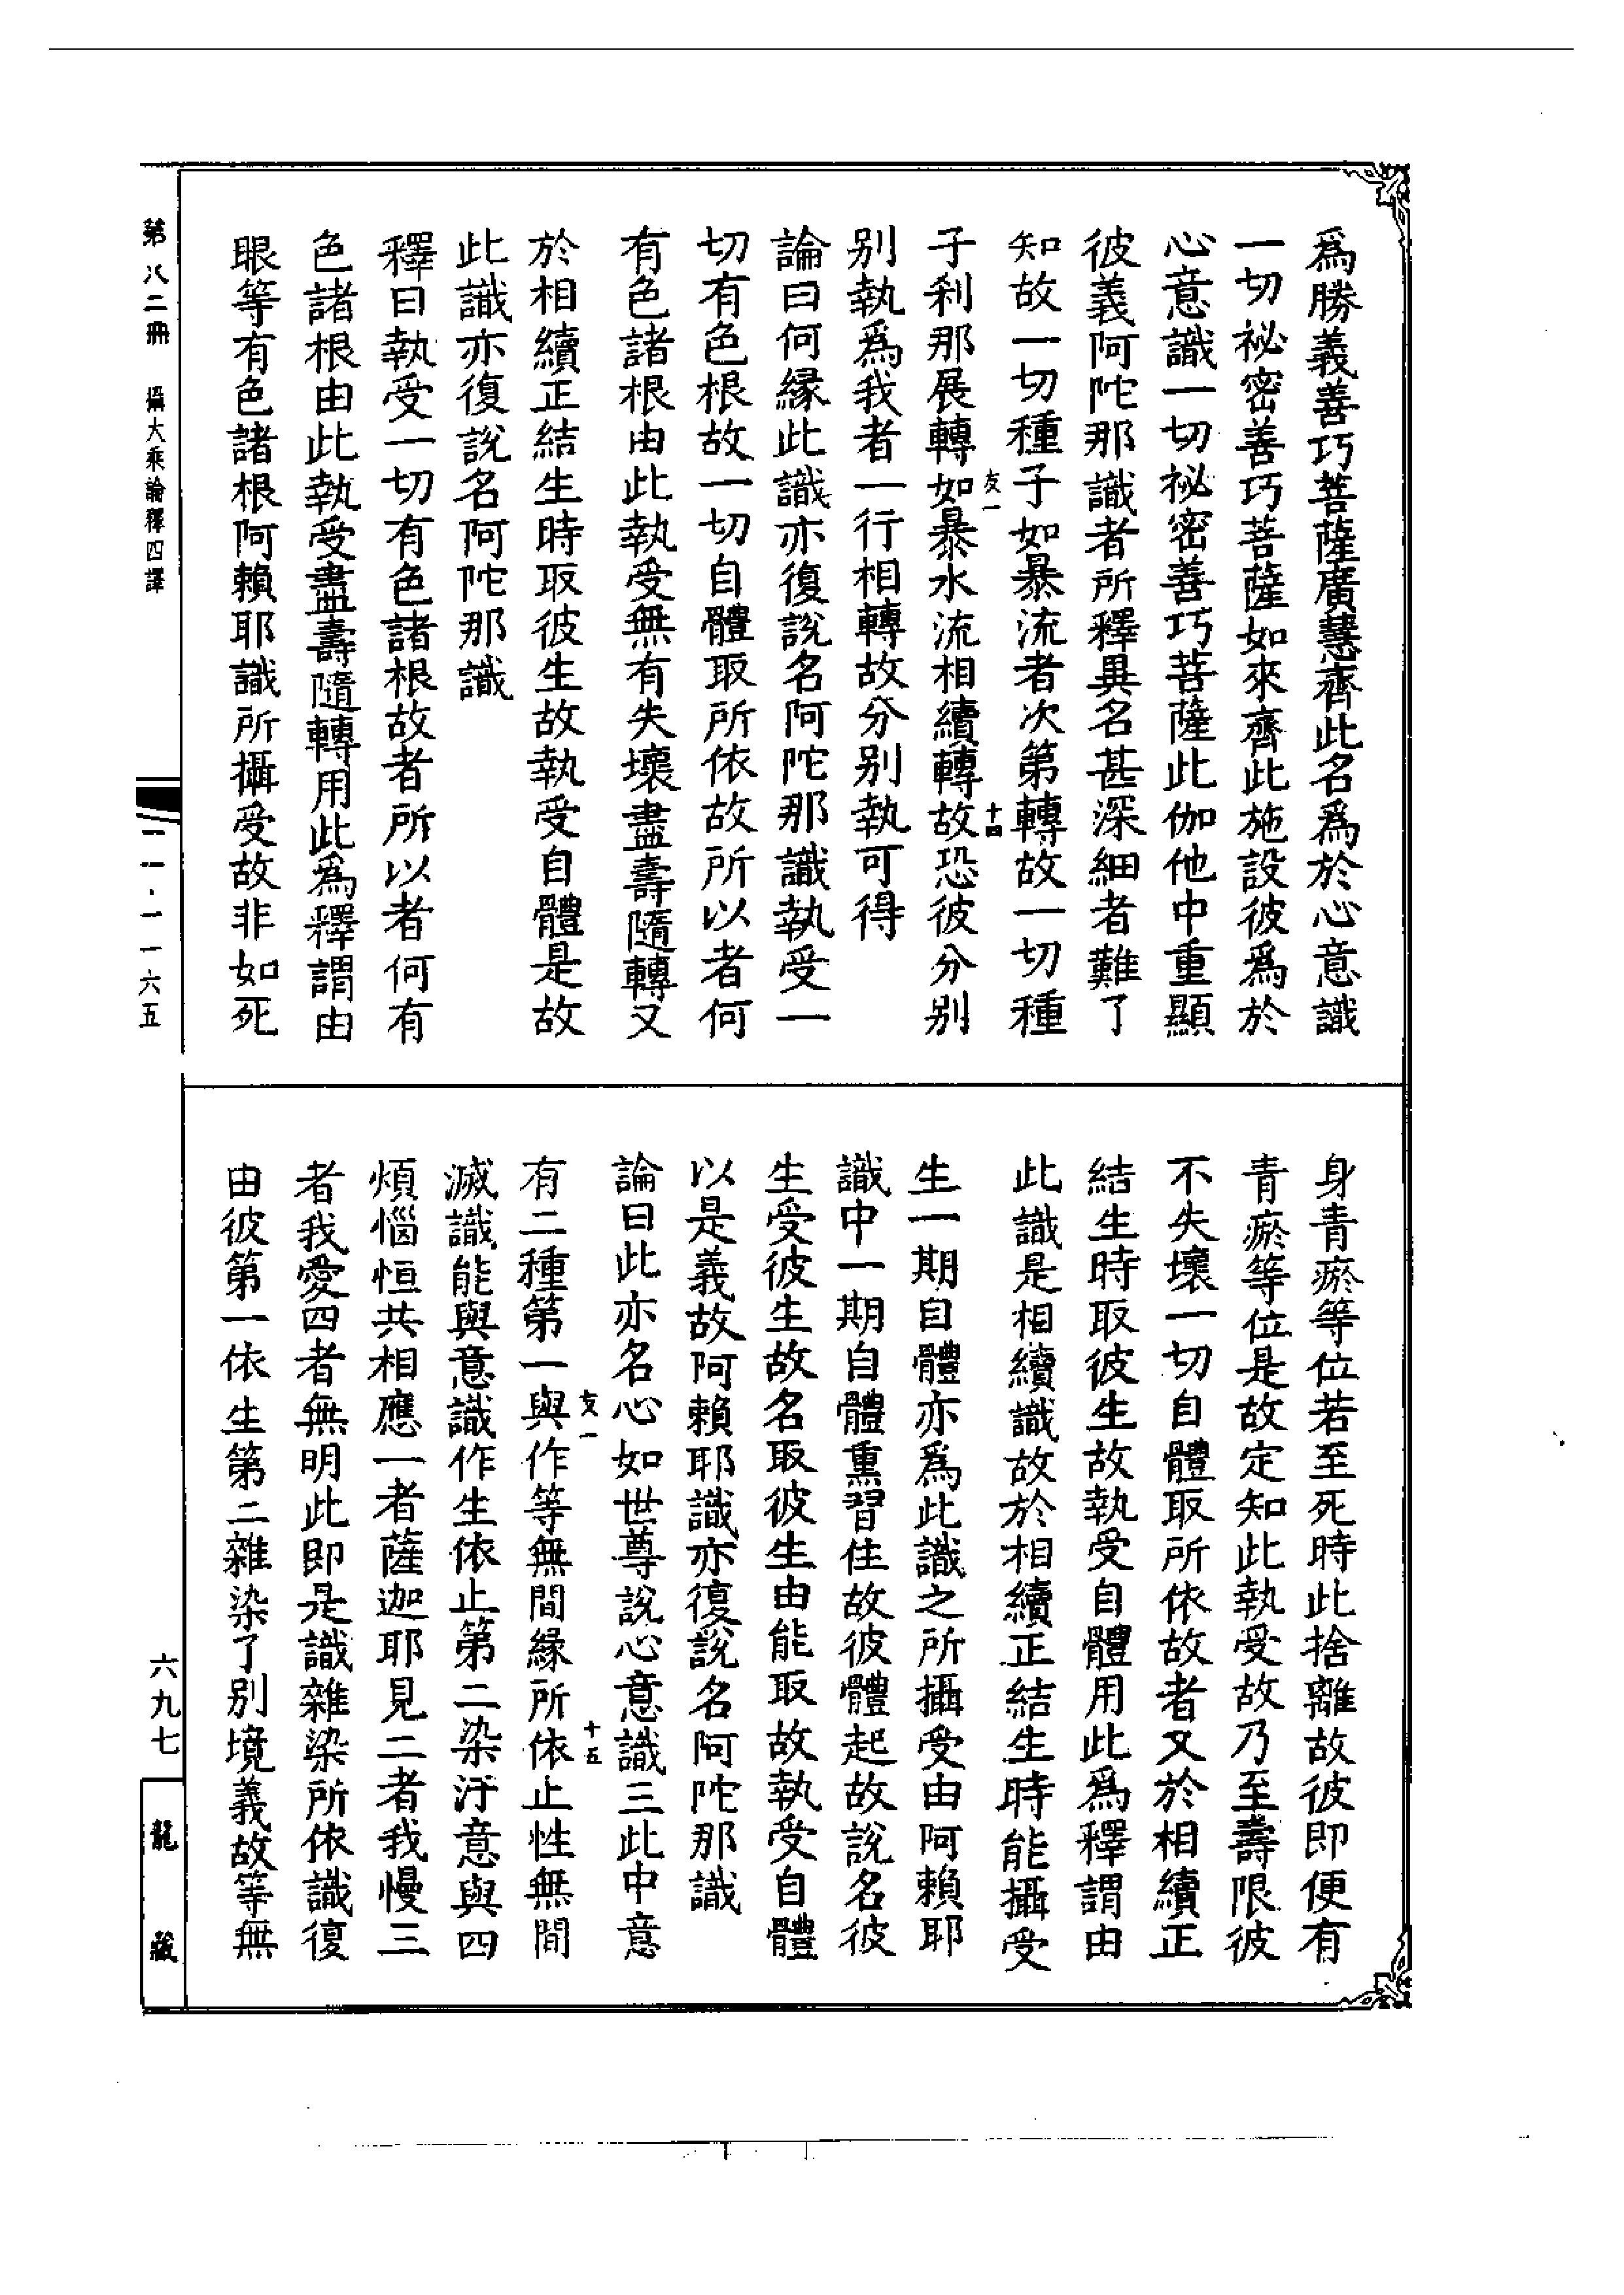 爲勝義善巧菩薩廣慧齊此名爲於心意識
一切祕密善巧菩薩如來齊此施設彼爲於
心意識一切祕密善巧菩薩此伽他中重顯
彼義阿陀那識者所釋異名甚深細者難了
知故一切種子如暴流者次第轉故一切種
子刹那展轉如暴水流相續轉故恐彼分别
别執爲我者一行相轉故分别執可得
論曰何縁此識亦復說名阿陀那識執受一
切有色根故一切自體取所依故所以者何
有色諸根由此執受無有失壞盡壽隨轉又
於相續正結生時取彼生故執受自體是故
此識亦復說名阿陀那識
釋曰執受一切有色諸根故者所以者何有
色諸根由此執受盡壽隨轉用此爲釋謂由
眼等有色諸根阿賴耶識所攝受故非如死
友一
十四
身青瘀等位若至死時此捨離故彼即便有
青瘀等位是故定知此執受故乃至壽限彼
不失壞一切自體取所依故者又於相續正
結生時取彼生故執受自體用此爲釋謂由
此識是相續識故於相續正結生時能攝受
生一期自體亦爲此識之所攝受由阿賴耶
識中一期自體熏習住故彼體起故說名彼
生受彼生故名取彼生由能取故執受自體
以是義故阿賴耶識亦復說名阿陀那識
論曰此亦名心如世尊說心意識三此中意
有二種第一與作等無間縁所依止性無間
滅識能與意識作生依止第二染汙意與四
煩惱恒共相應一者薩迦耶見二者我慢三
者我愛四者無明此即是識雜染所依識復
由彼第一依生第二雜染了别境義故等無
友一
十五
第八二冊　攝大乘論釋四譯
二一·一一六五
六九七
龍藏